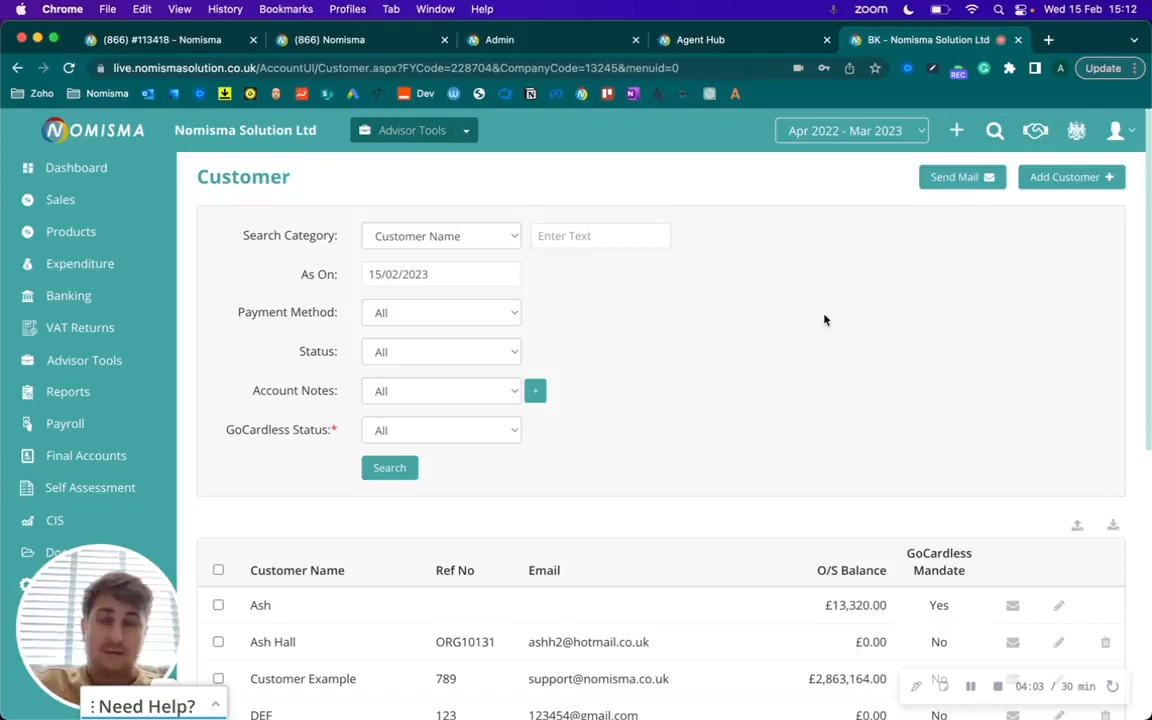 Chrome File Edit View History Bookmarks Profiles Tab Window Help zoom Wed 15 Feb 15:12
(866) #113418 - Nomisma (866) Nomisma Admin Agent Hub BK - Nomisma Solution Ltd
live.nomismasolution.co.uk/AccountUI/Customer.aspx?FYCode=228704&CompanyCode=13245&menuid=0 REC Update
Zoho Nomisma Dev
NOMISMA Nomisma Solution Ltd Advisor Tools Apr 2022 - Mar 2023
Dashboard
Sales
Products
Expenditure
Banking
VAT Returns
Advisor Tools
Reports
Payroll
Final Accounts
Self Assessment
CIS
Need Help?
Customer Send Mail Add Customer +
Search Category: Customer Name Enter Text
As On: 15/02/2023
Payment Method: All
Status: All
Account Notes: All +
GoCardless Status:* All
Search
Customer Name Ref No Email O/S Balance GoCardless Mandate
Ash £13,320.00 Yes
Ash Hall ORG10131 ashh2@hotmail.co.uk £0.00 No
Customer Example 789 support@nomisma.co.uk £2,863,164.00 No
DEF 123 123454@gmail.com £0.00 No
04:03 / 30 min